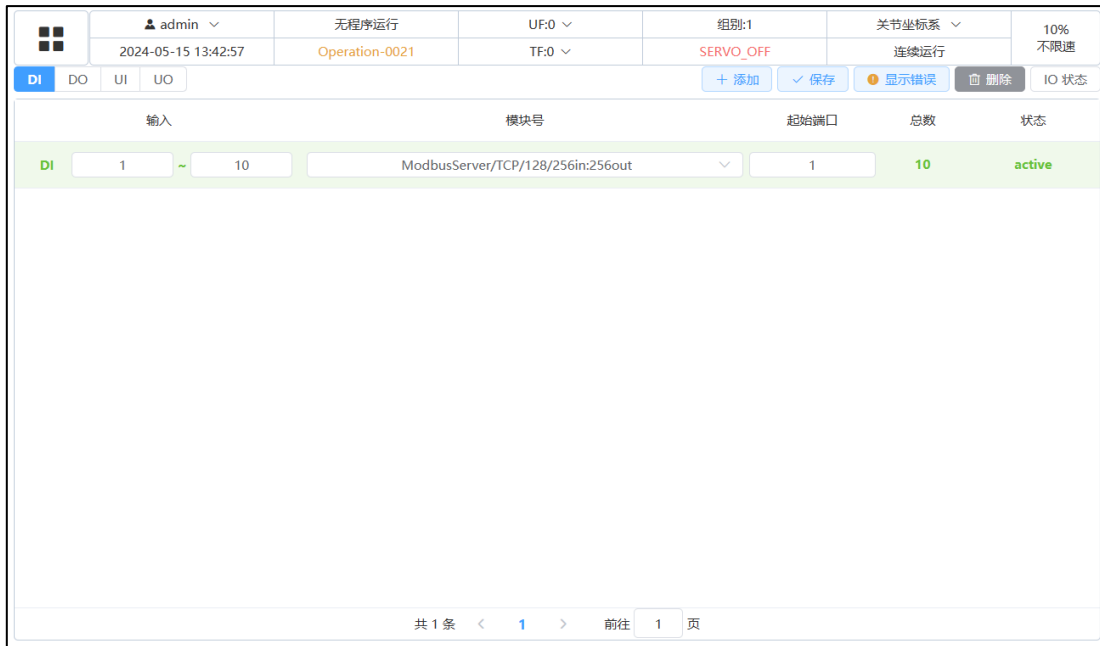 admin 无程序运行 UF:0 组别:1 关节坐标系 10%
不限速
2024-05-15 13:42:57 Operation-0021 TF:0 SERVO_OFF 连续运行
DI DO UI UO + 添加 保存 显示错误 删除 IO 状态
输入 模块号 起始端口 总数 状态
DI 1 ~ 10 ModbusServer/TCP/128/256in:256out 1 10 active
共 1 条 < 1 > 前往 1 页